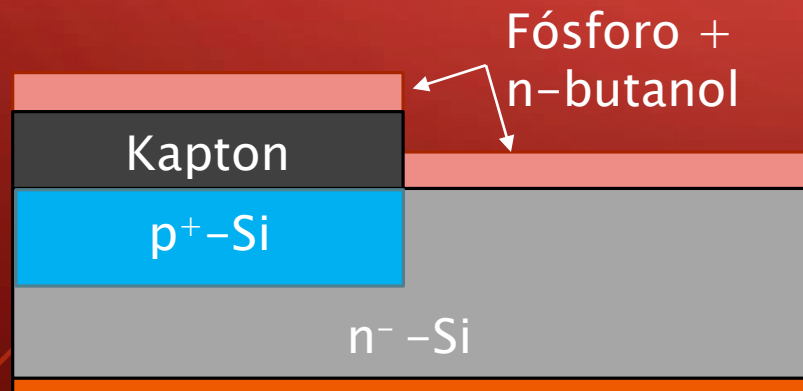 Fósforo +
n-butanol
Kapton
p⁺-Si
n⁻ -Si